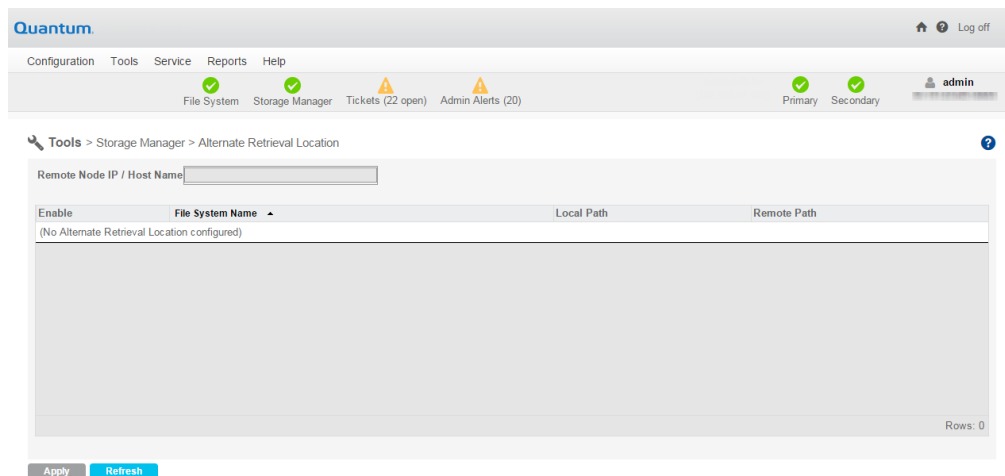 Quantum.
Log off
Configuration Tools Service Reports Help
File System Storage Manager Tickets (22 open) Admin Alerts (20) Primary Secondary admin
Tools > Storage Manager > Alternate Retrieval Location
Remote Node IP / Host Name
Enable File System Name Local Path Remote Path
(No Alternate Retrieval Location configured)
Rows: 0
Apply Refresh